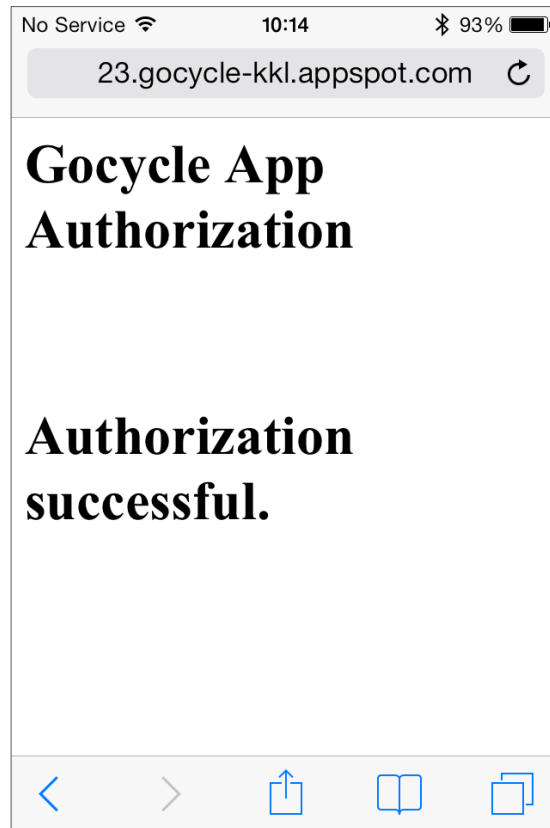 No Service 10:14 93%
23.gocycle-kkl.appspot.com
Gocycle App
Authorization
Authorization
successful.